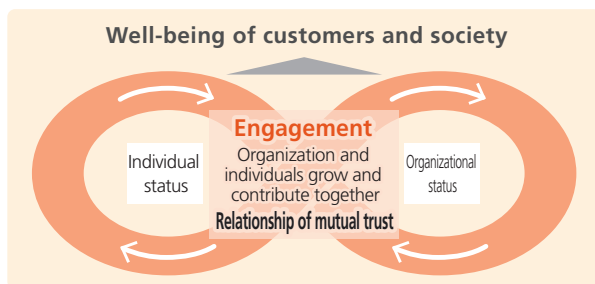 Well-being of customers and society
Engagement
Organization and
individuals grow and
contribute together
Relationship of mutual trust
Individual
status
Organizational
status